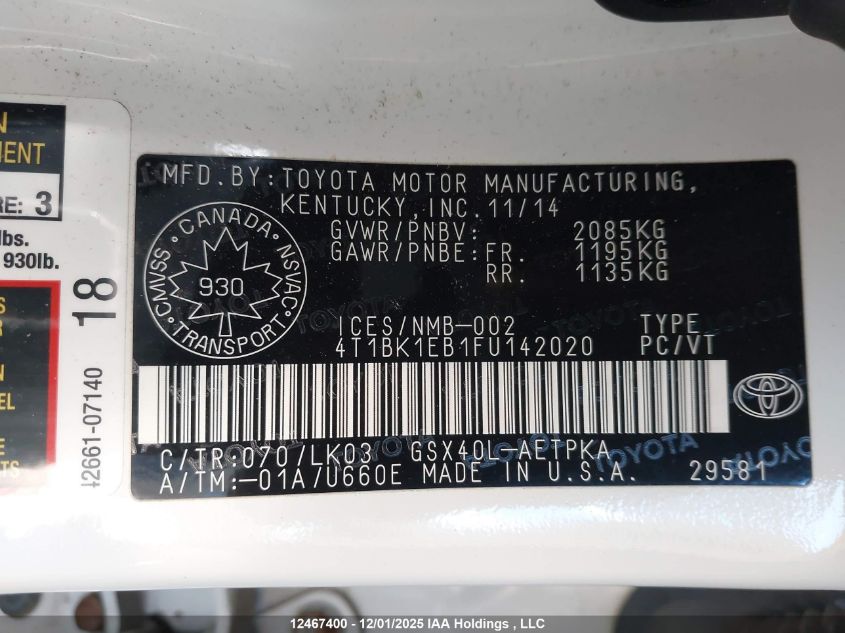 MENT
RE: 3
lbs.
930lb.
18
42661-07140
MFD.BY:TOYOTA MOTOR MANUFACTURING,
KENTUCKY,INC.11/14
GVWR/PNBV: 2085KG
GAWR/PNBE:FR. 1195KG
RR. 1135KG
CANADA
CMVSS 930 NSVAC
TRANSPORT
ICES/NMB-002 TYPE
4T1BK1EB1FU142020 PC/VT
C/TR:070/LK03 GSX40L-AETPKA
A/TM:-01A/U660E MADE IN U.S.A. 29581
TOYOTA
12467400 - 12/01/2025 IAA Holdings , LLC